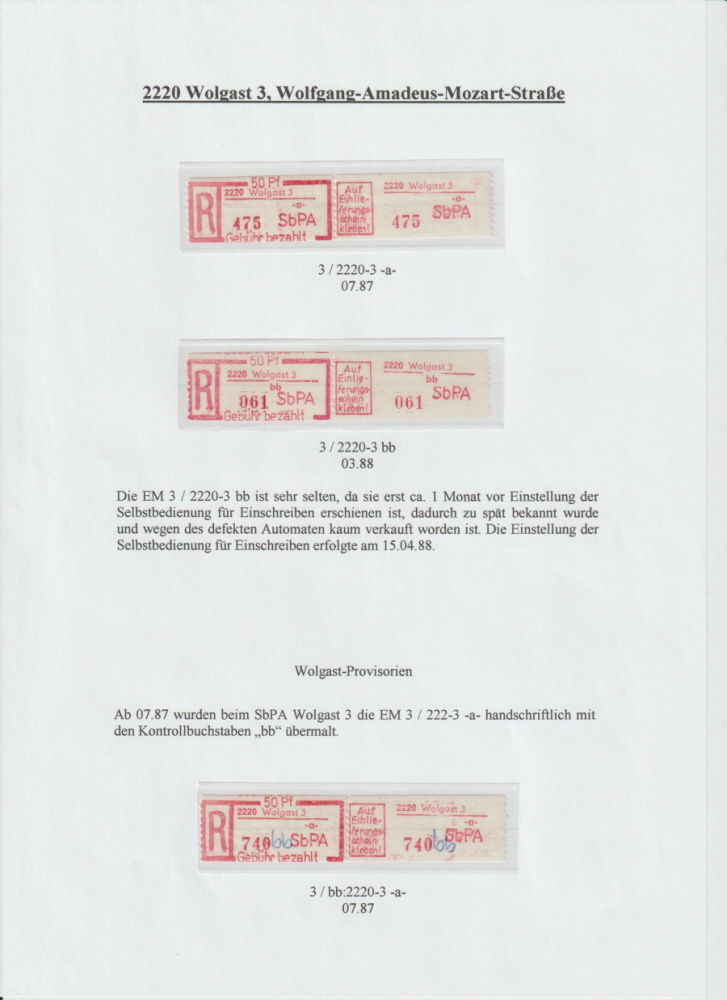 2220 Wolgast 3, Wolfgang-Amadeus-Mozart-Straße
50 Pf
2220 Wolgast 3
-a-
R 475 SbPA
Gebühr bezahlt
Auf
Einlie-
ferungs-
schein
kleben!
2220 Wolgast 3
-a-
475 SbPA
3 / 2220-3 -a-
07.87
50 Pf
2220 Wolgast 3
bb
R 061 SbPA
Gebühr bezahlt
Auf
Einlie-
ferungs-
schein
kleben!
2220 Wolgast 3
bb
061 SbPA
3 / 2220-3 bb
03.88
Die EM 3 / 2220-3 bb ist sehr selten, da sie erst ca. 1 Monat vor Einstellung der
Selbstbedienung für Einschreiben erschienen ist, dadurch zu spät bekannt wurde
und wegen des defekten Automaten kaum verkauft worden ist. Die Einstellung der
Selbstbedienung für Einschreiben erfolgte am 15.04.88.
Wolgast-Provisorien
Ab 07.87 wurden beim SbPA Wolgast 3 die EM 3 / 222-3 -a- handschriftlich mit
den Kontrollbuchstaben „bb“ übermalt.
50 Pf
2220 Wolgast 3
-a-
R 740 bb SbPA
Gebühr bezahlt
Auf
Einlie-
ferungs-
schein
kleben!
2220 Wolgast 3
-a-
740 bb SbPA
3 / bb:2220-3 -a-
07.87